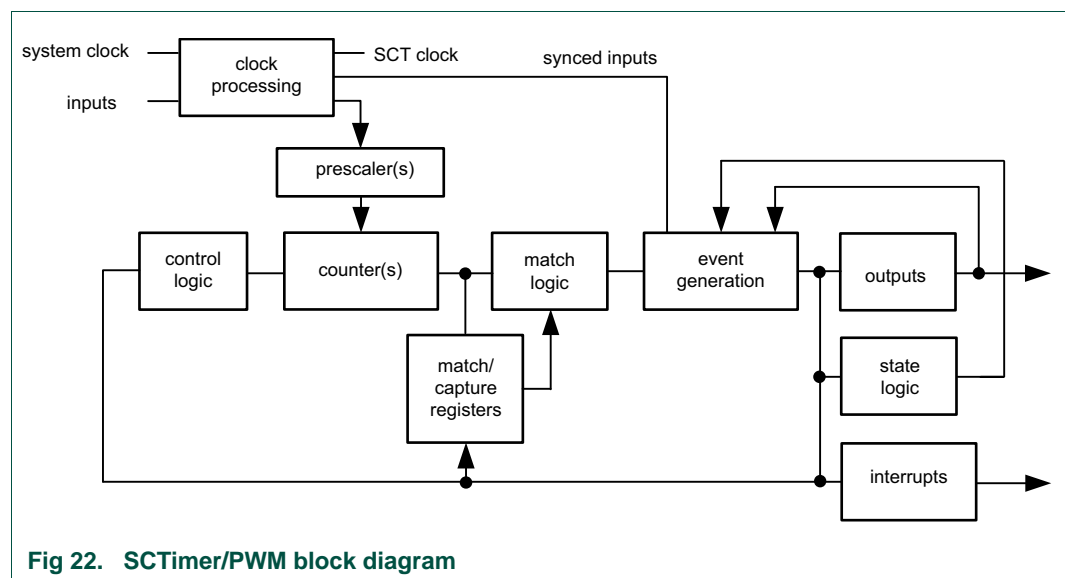 system clock
inputs
clock
processing
SCT clock
synced inputs
prescaler(s)
control
logic
counter(s)
match
logic
event
generation
outputs
match/
capture
registers
state
logic
interrupts
Fig 22. SCTimer/PWM block diagram